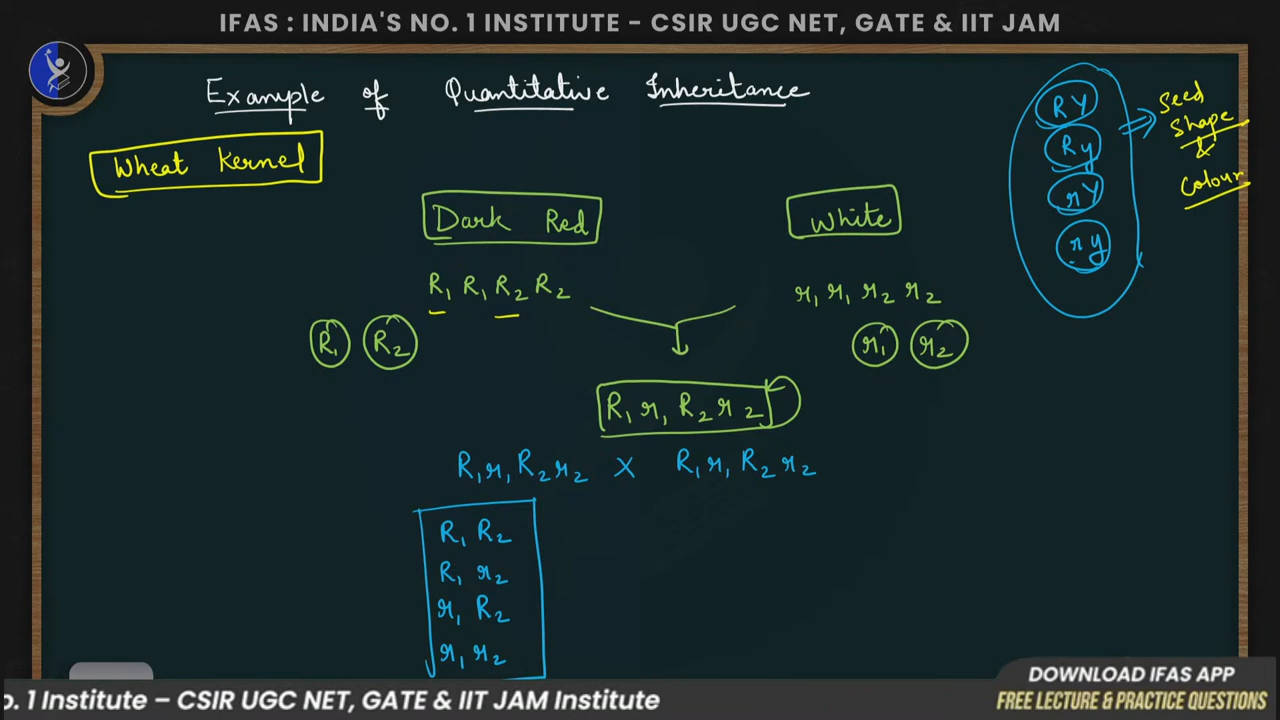 IFAS : INDIA'S NO. 1 INSTITUTE – CSIR UGC NET, GATE & IIT JAM
Example of Quantitative Inheritance
Wheat Kernel
RY
Ry
rY
ry
Seed
Shape
&
Colour
Dark Red
White
R₁ R₁ R₂ R₂
r₁ r₁ r₂ r₂
R₁ R₂
r₁ r₂
R₁ r₁ R₂ r₂
R₁ r₁ R₂ r₂ X R₁ r₁ R₂ r₂
R₁ R₂
R₁ r₂
r₁ R₂
r₁ r₂
DOWNLOAD IFAS APP
FREE LECTURE & PRACTICE QUESTIONS
o. 1 Institute – CSIR UGC NET, GATE & IIT JAM Institute